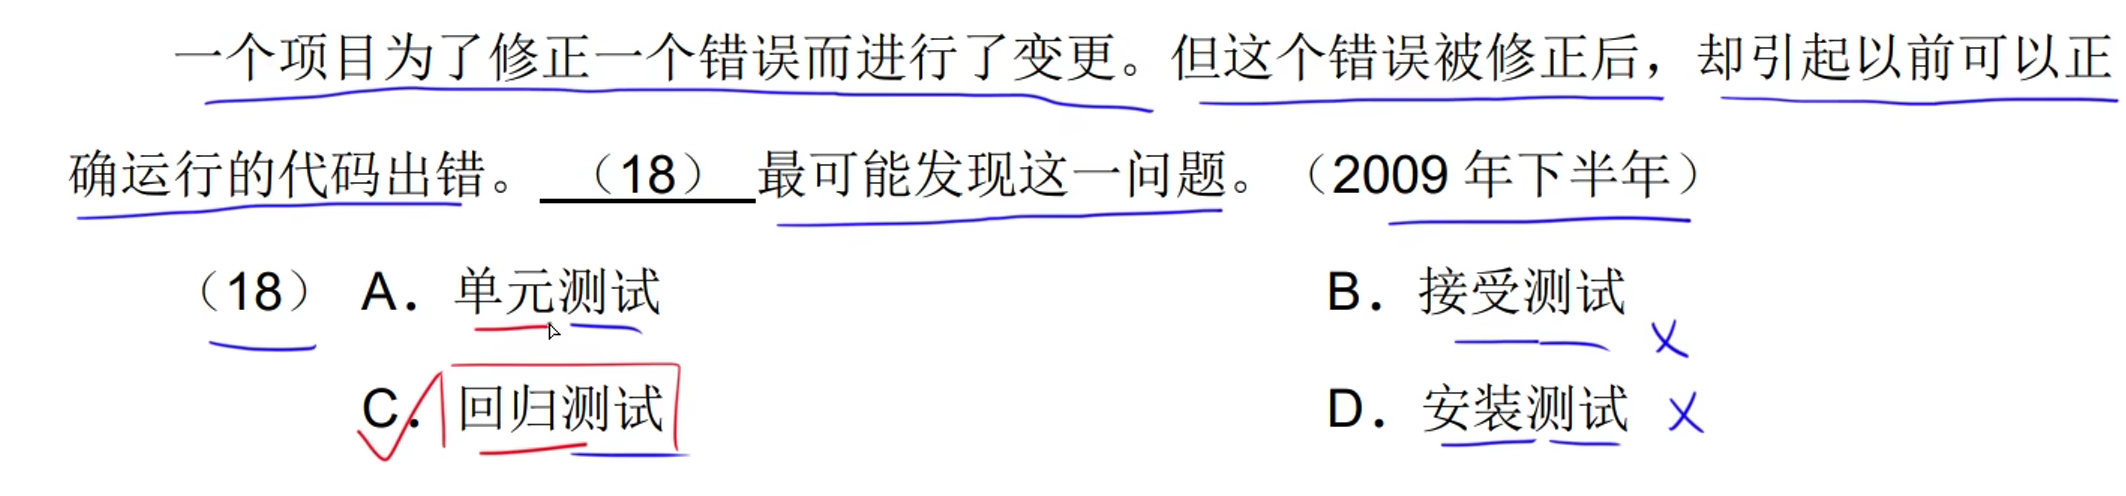 一个项目为了修正一个错误而进行了变更。但这个错误被修正后，却引起以前可以正
确运行的代码出错。（18）最可能发现这一问题。（2009 年下半年）
（18） A．单元测试 B．接受测试
C．回归测试 D．安装测试